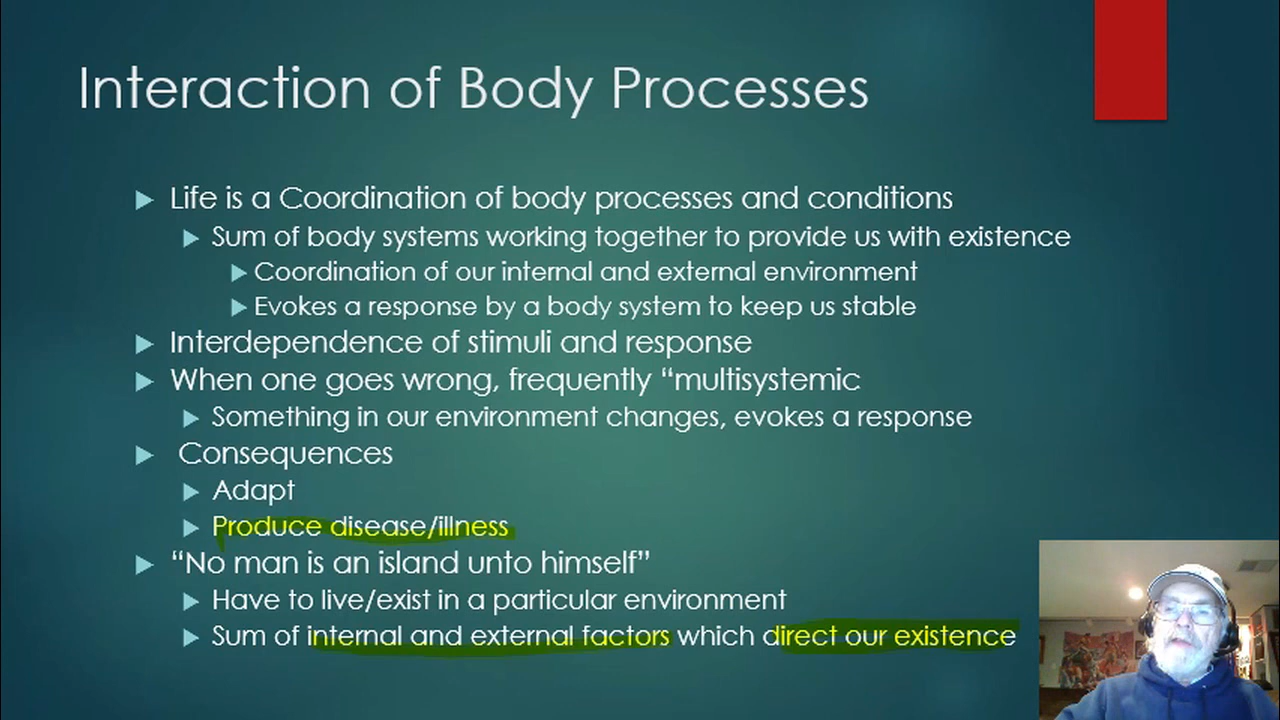 Interaction of Body Processes
Life is a Coordination of body processes and conditions
Sum of body systems working together to provide us with existence
Coordination of our internal and external environment
Evokes a response by a body system to keep us stable
Interdependence of stimuli and response
When one goes wrong, frequently “multisystemic
Something in our environment changes, evokes a response
Consequences
Adapt
Produce disease/illness
“No man is an island unto himself”
Have to live/exist in a particular environment
Sum of internal and external factors which direct our existence